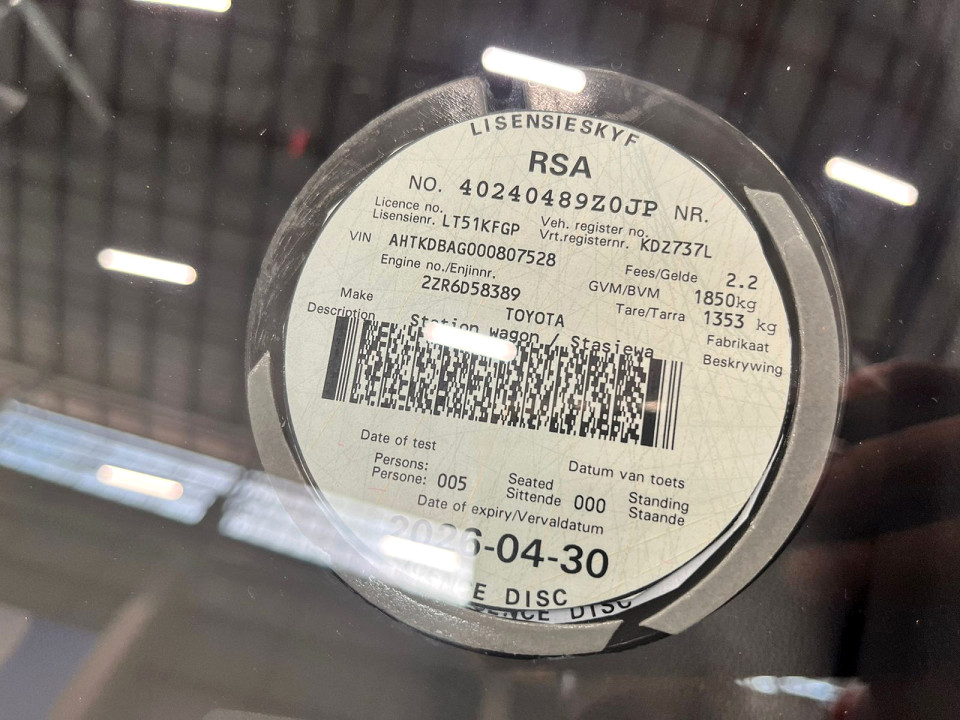 LISENSIESKYF
RSA
NO. 40240489Z0JP NR.
Licence no. Veh. register no.
Lisensienr. LT51KFGP Vrt.registernr. KDZ737L
VIN AHTKDBAG000807528 Fees/Gelde 2.2
Engine no./Enjinnr. GVM/BVM 1850kg
2ZR6D58389 Tare/Tarra 1353 kg
Make TOYOTA Fabrikaat
Description Station wagon / Stasiewa Beskrywing
Date of test Datum van toets
Persons: Seated Standing
Persone: 005 Sittende 000 Staande
Date of expiry/Vervaldatum
2026-04-30
DISC
DISC